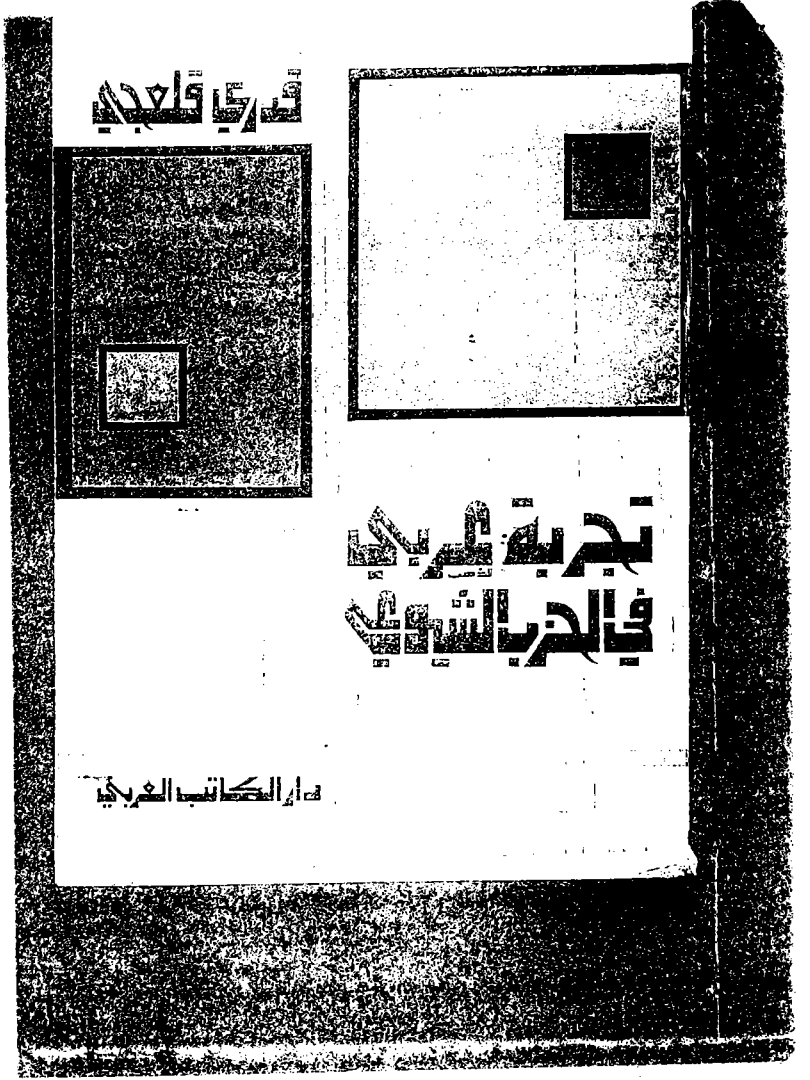 قدري قلعجي
تجربة عربي
في الحزب الشيوعي
دار الكاتب العربي